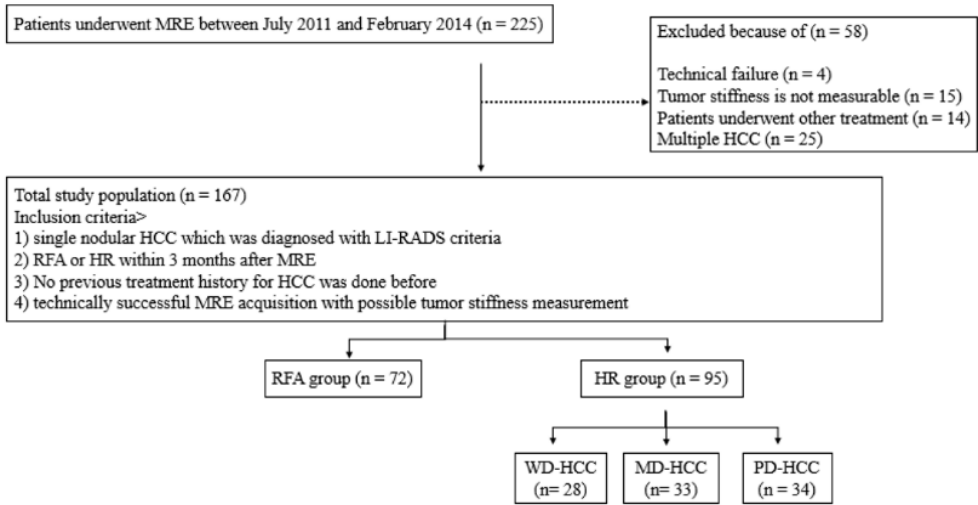 Patients underwent MRE between July 2011 and February 2014 (n = 225)
Excluded because of (n = 58)
Technical failure (n = 4)
Tumor stiffness is not measurable (n = 15)
Patients underwent other treatment (n = 14)
Multiple HCC (n = 25)
Total study population (n = 167)
Inclusion criteria>
1) single nodular HCC which was diagnosed with LI-RADS criteria
2) RFA or HR within 3 months after MRE
3) No previous treatment history for HCC was done before
4) technically successful MRE acquisition with possible tumor stiffness measurement
RFA group (n = 72)
HR group (n = 95)
WD-HCC
(n= 28)
MD-HCC
(n= 33)
PD-HCC
(n = 34)